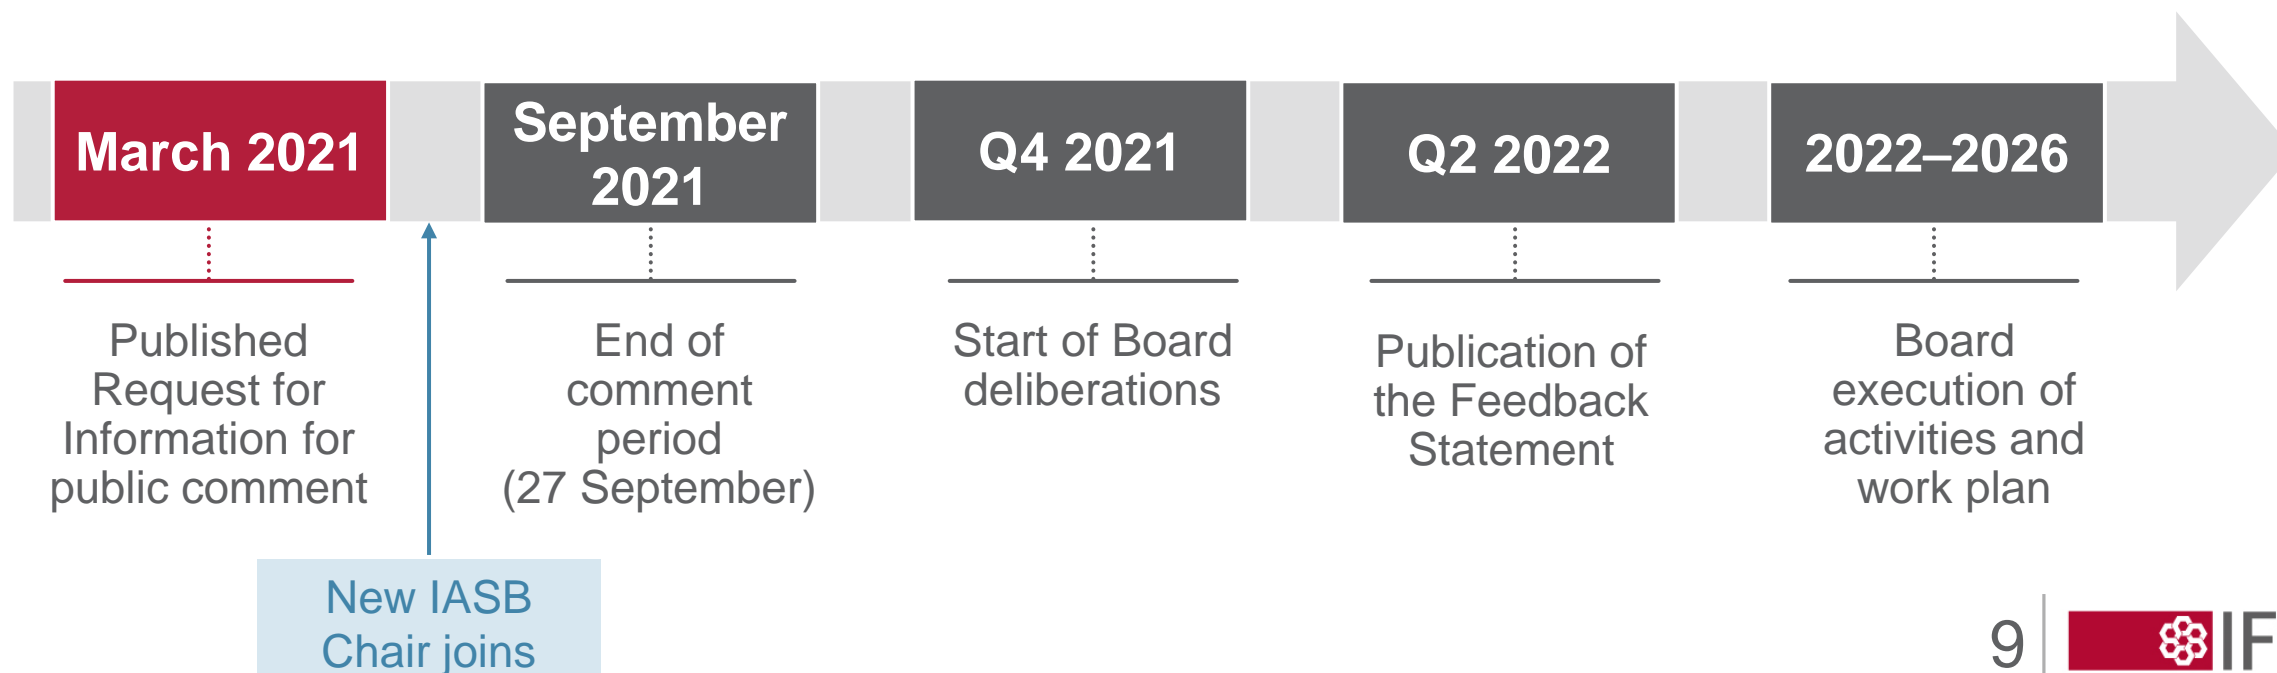 March 2021
September
2021
Q4 2021
Q2 2022
2022–2026
Published
Request for
Information for
public comment
End of
comment
period
(27 September)
Start of Board
deliberations
Publication of
the Feedback
Statement
Board
execution of
activities and
work plan
New IASB
Chair joins
9
IF